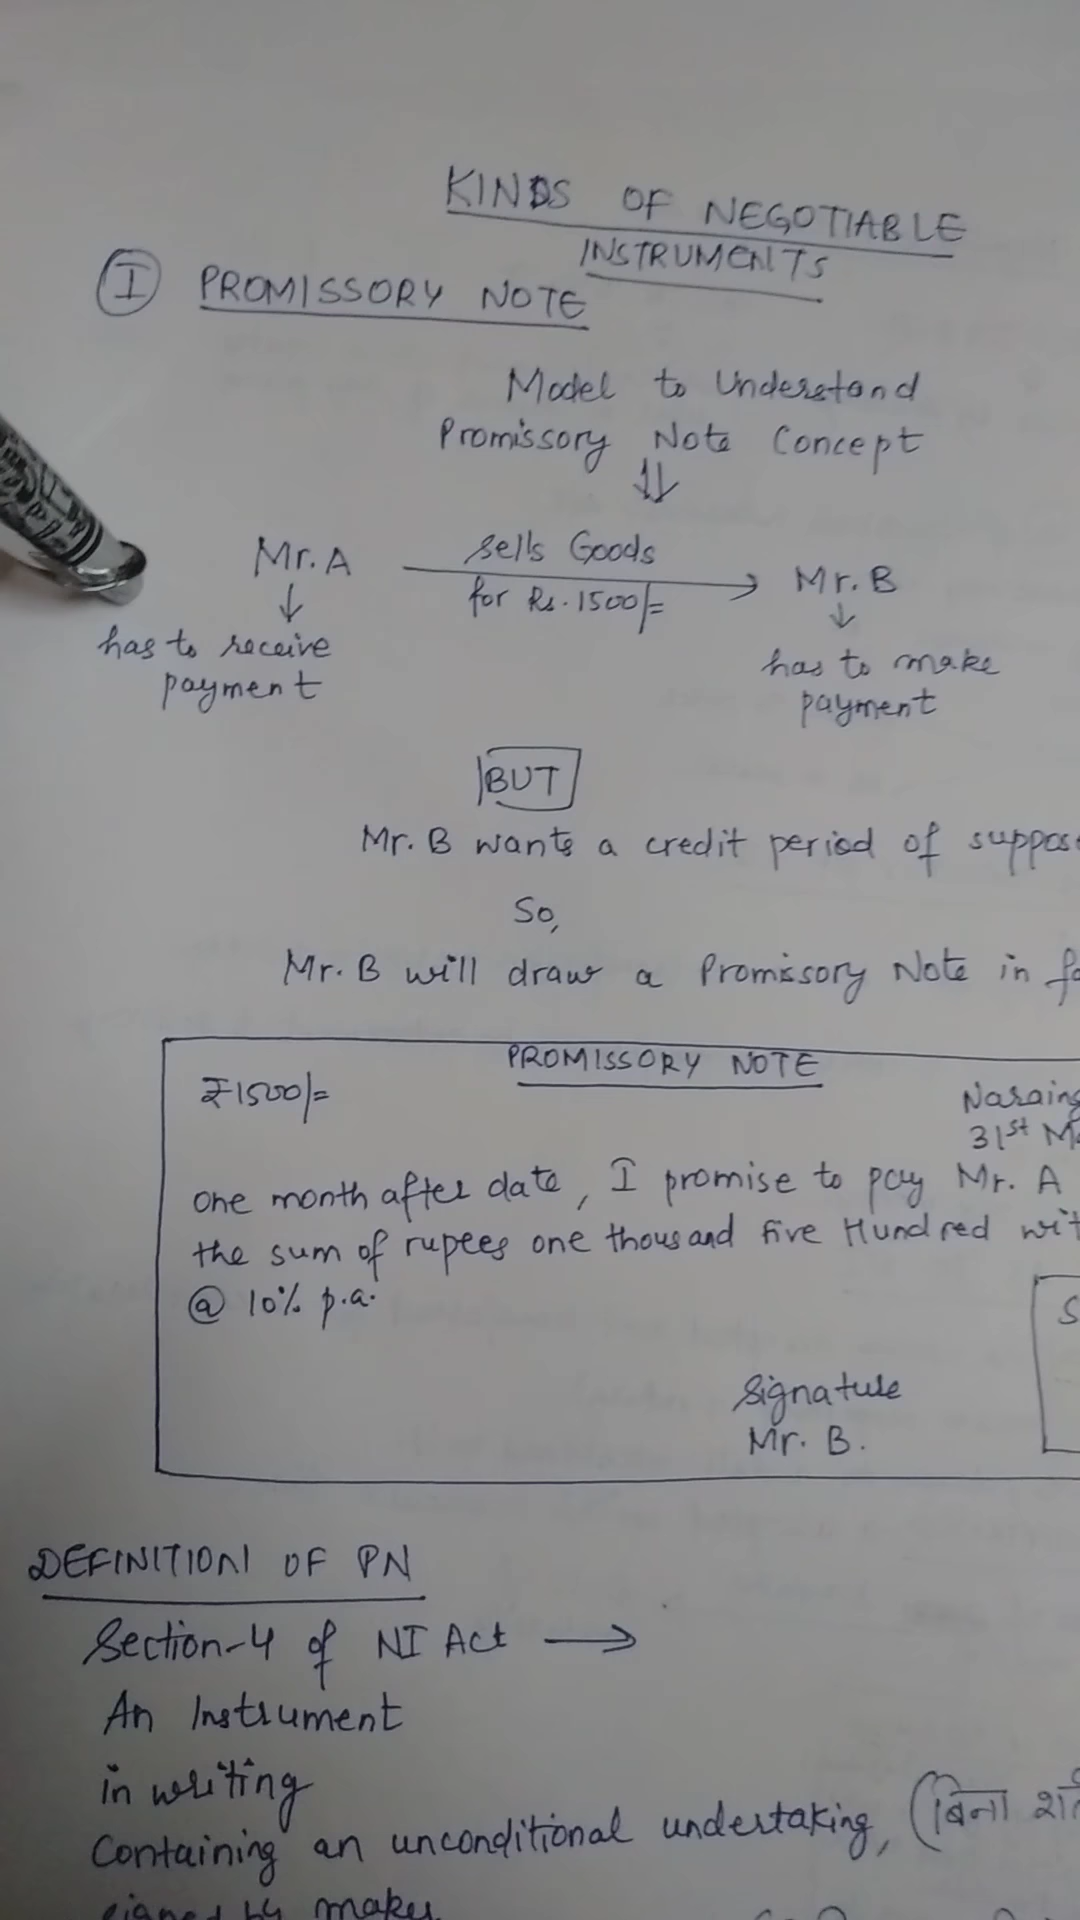 KINDS OF NEGOTIABLE
INSTRUMENTS
I PROMISSORY NOTE
Model to Understand
Promissory Note Concept
Mr. A sells Goods Mr. B
for Rs. 1500/=
has to receive
payment
has to make
payment
BUT
Mr. B wants a credit period of
So,
Mr. B will draw a Promissory Note in
PROMISSORY NOTE
₹1500/=
31st
one month after date, I promise to pay Mr. A
the sum of rupees one thousand five Hundred
@ 10% p.a.
Signature
Mr. B.
DEFINITION OF PN
Section-4 of NI Act →
An Instrument
in writing
Containing an unconditional undertaking, (बिना
signed by maker